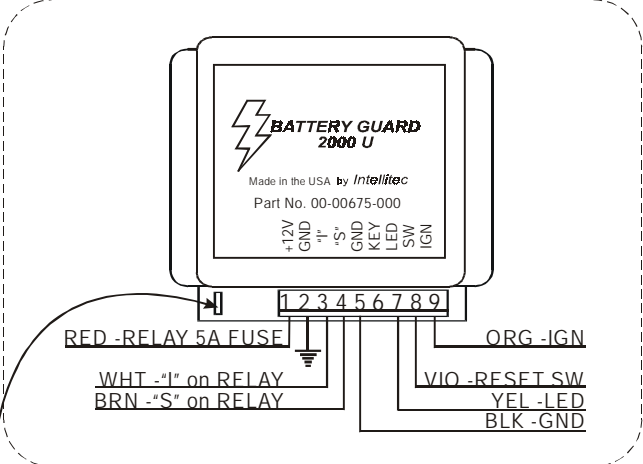 BATTERY GUARD
2000 U
Made in the USA by Intellitec
Part No. 00-00675-000
+12V GND "I" "S" GND KEY LED SW IGN
1 2 3 4 5 6 7 8 9
RED -RELAY 5A FUSE
ORG -IGN
WHT -"I" on RELAY
VIO -RESET SW
BRN -"S" on RELAY
YEL -LED
BLK -GND